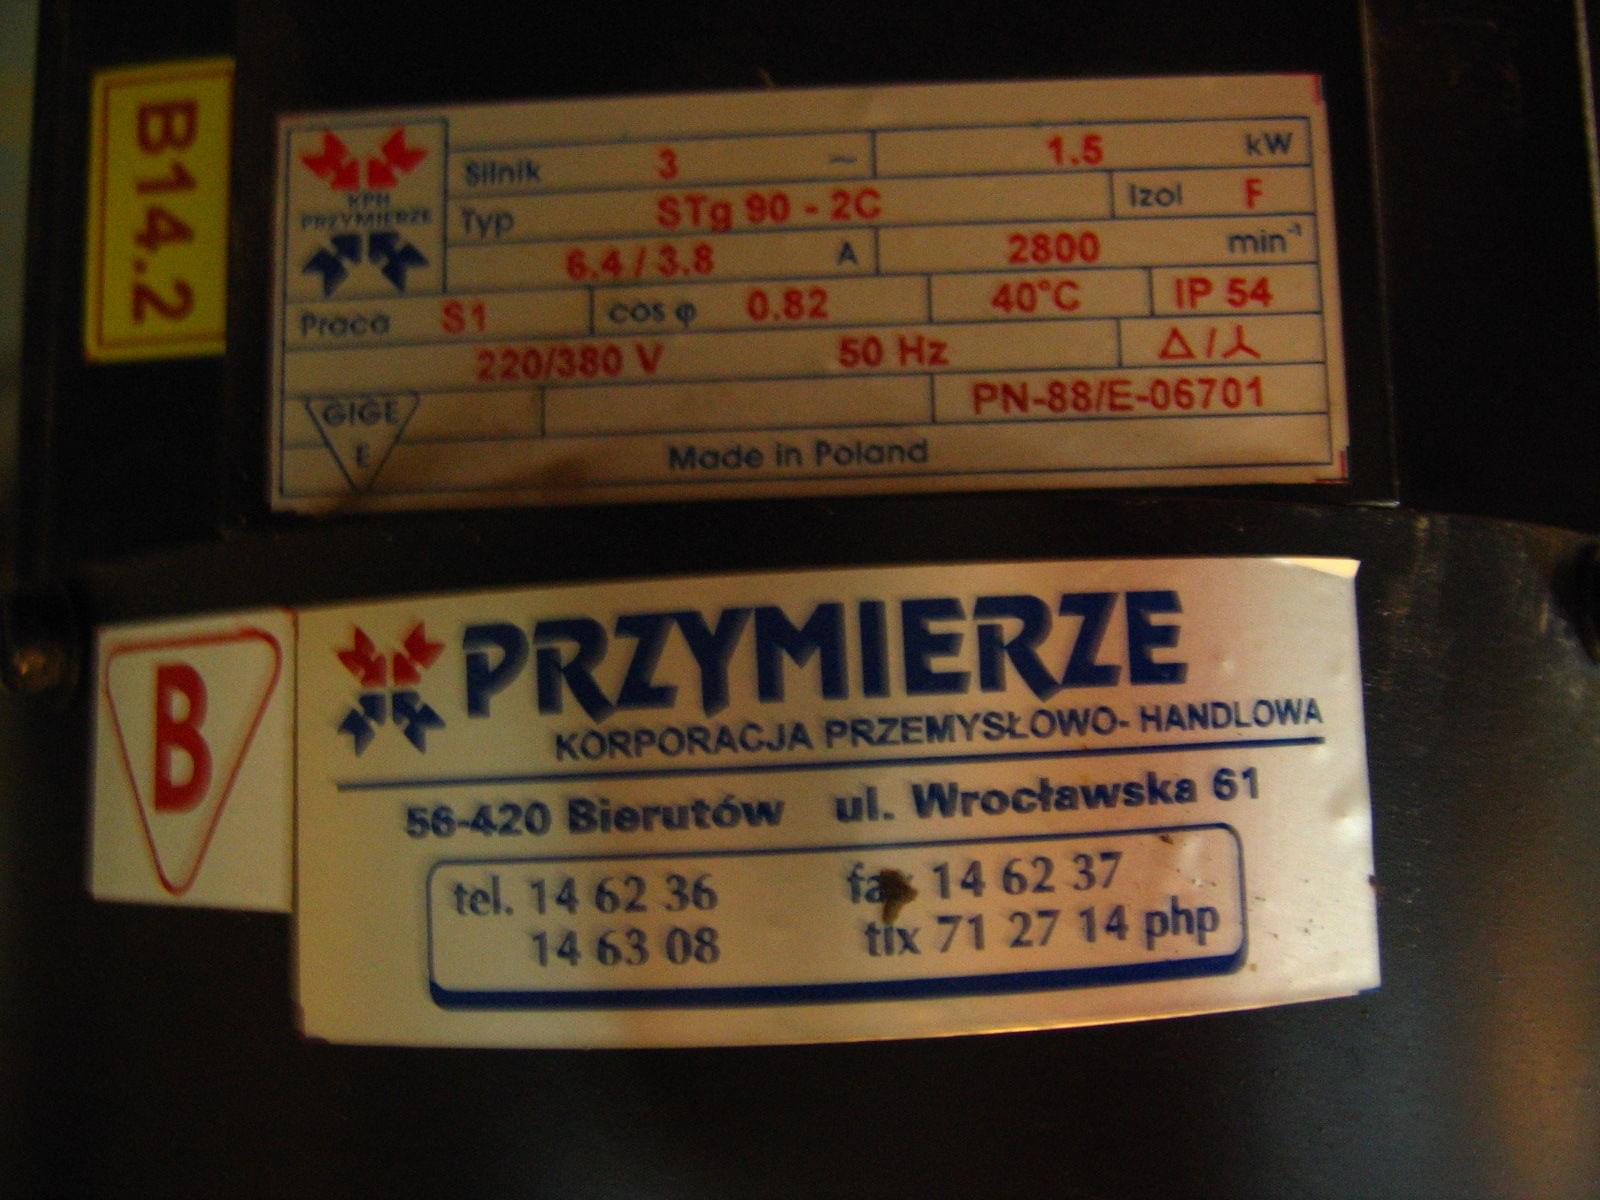 B14.2
KPH
PRZYMIERZE
Silnik 3 ~ 1.5 kW
Typ STg 90 - 2C Izol F
6.4 / 3.8 A 2800 min⁻¹
Praca S1 cos φ 0.82 40°C IP 54
220/380 V 50 Hz Δ/⅄
GIGE
E
PN-88/E-06701
Made in Poland
B
PRZYMIERZE
KORPORACJA PRZEMYSŁOWO- HANDLOWA
56-420 Bierutów ul. Wrocławska 61
tel. 14 62 36 fax 14 62 37
14 63 08 tlx 71 27 14 php